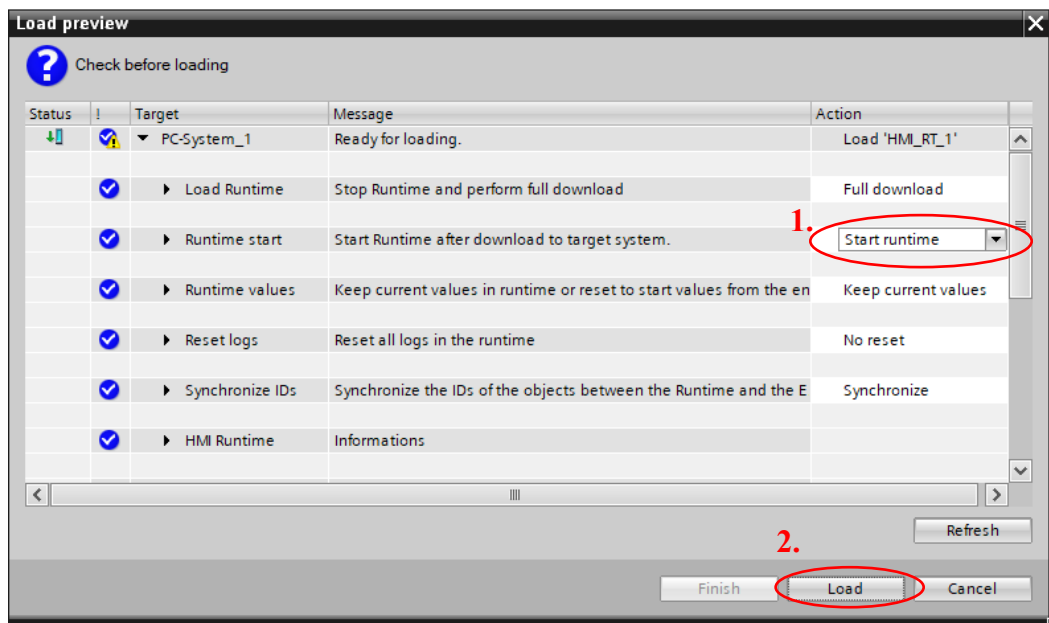 Load preview
Check before loading
Status ! Target Message Action
PC-System_1 Ready for loading. Load 'HMI_RT_1'
Load Runtime Stop Runtime and perform full download Full download
1.
Runtime start Start Runtime after download to target system. Start runtime
Runtime values Keep current values in runtime or reset to start values from the en Keep current values
Reset logs Reset all logs in the runtime No reset
Synchronize IDs Synchronize the IDs of the objects between the Runtime and the E Synchronize
HMI Runtime Informations
Refresh
2.
Finish Load Cancel